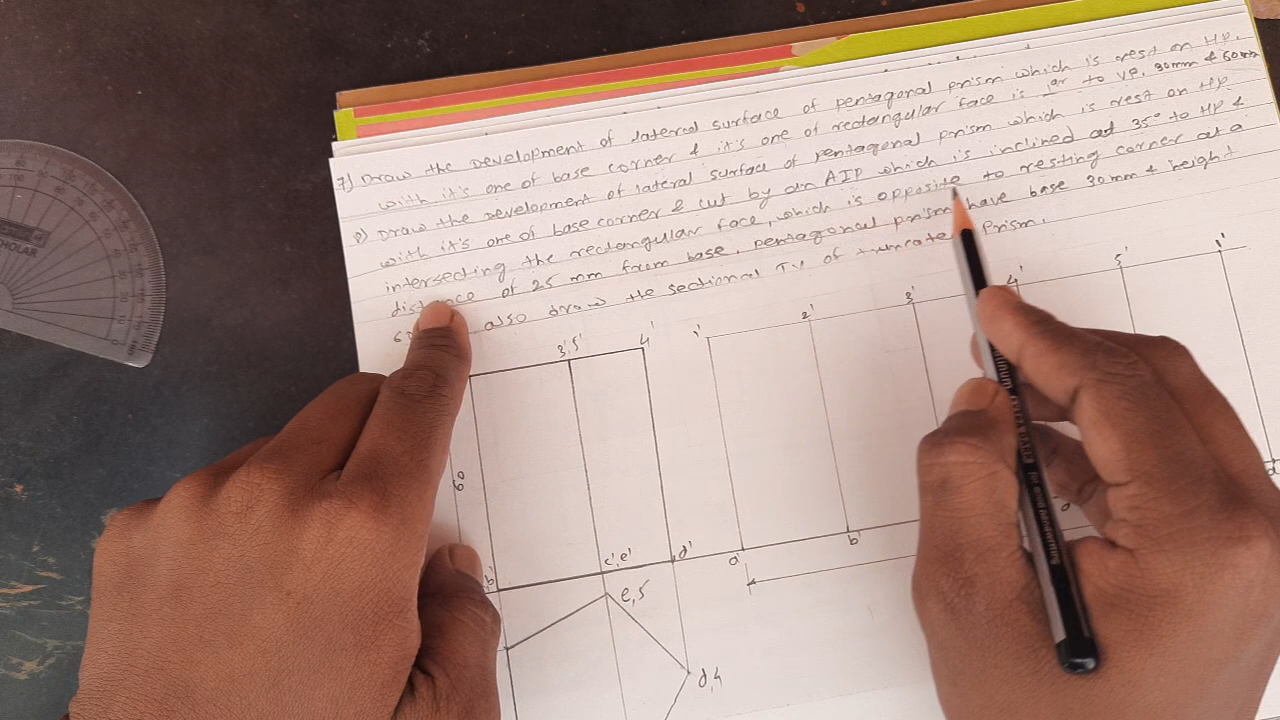 7) Draw the Development of lateral surface of pentagonal prism which is rest on HP.
with it's one of base corner & it's one of rectangular face is to VP. 30mm & 60mm
8) Draw the Development of lateral surface of pentagonal prism which is rest on HP
with it's one of base corner & cut by an AIP which is inclined at 35° to HP &
intersecting the rectangular face, which is opposite to resting corner at a
distance of 25 mm from base. pentagonal prism have base 30mm & height
also draw the sectional TV of Prism.
3',5'
4'
1'
2'
3'
4'
5'
1'
60
b'
c',e'
d'
a'
b'
e,5
d,4